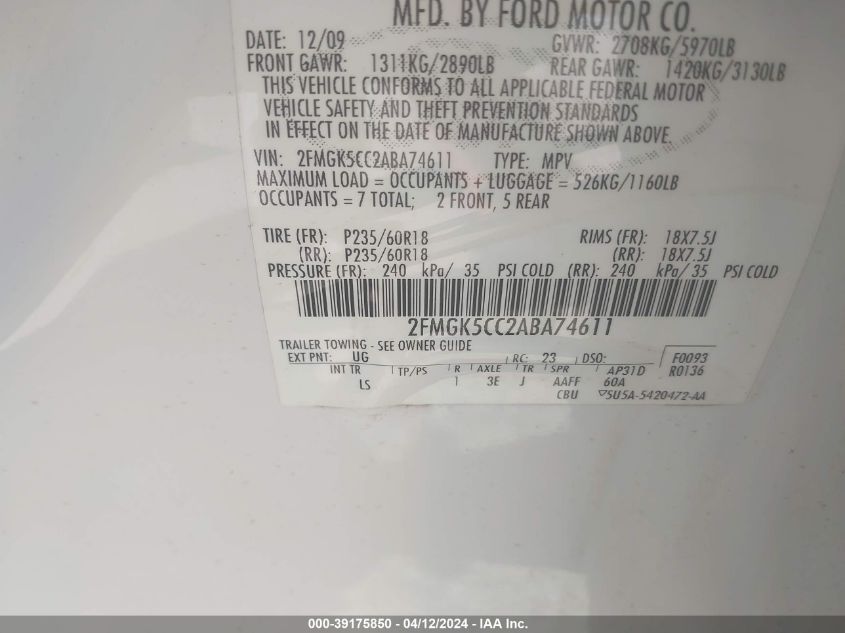 MFD. BY FORD MOTOR CO.
DATE: 12/09 GVWR: 2708KG/5970LB
FRONT GAWR: 1311KG/2890LB REAR GAWR: 1420KG/3130LB
THIS VEHICLE CONFORMS TO ALL APPLICABLE FEDERAL MOTOR
VEHICLE SAFETY AND THEFT PREVENTION STANDARDS
IN EFFECT ON THE DATE OF MANUFACTURE SHOWN ABOVE.
VIN: 2FMGK5CC2ABA74611 TYPE: MPV
MAXIMUM LOAD = OCCUPANTS + LUGGAGE = 526KG/1160LB
OCCUPANTS = 7 TOTAL; 2 FRONT, 5 REAR
TIRE (FR): P235/60R18 RIMS (FR): 18X7.5J
(RR): P235/60R18 (RR): 18X7.5J
PRESSURE (FR): 240 kPa/ 35 PSI COLD (RR): 240 kPa/ 35 PSI COLD
2FMGK5CC2ABA74611
TRAILER TOWING - SEE OWNER GUIDE
EXT PNT: UG RC: 23 DSO: F0093
INT TR TP/PS R AXLE TR SPR AP31D R0136
LS 1 3E J AAFF 60A
CBU 5U5A-5420472-AA
000-39175850 - 04/12/2024 - IAA Inc.